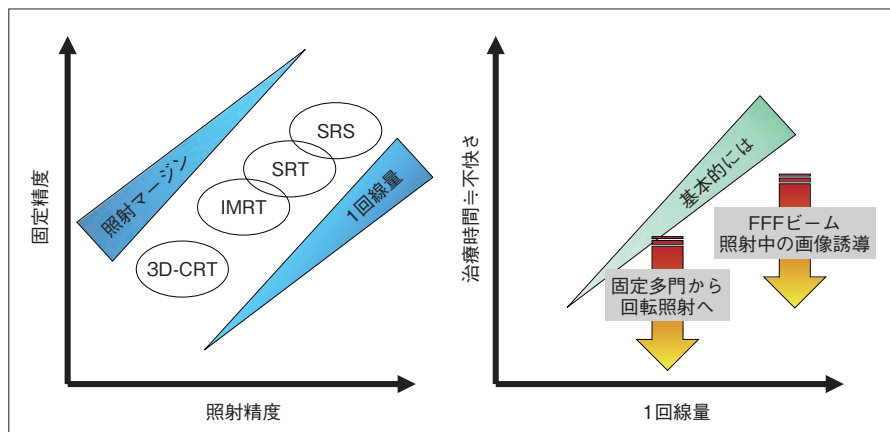 固定精度
照射マージン
SRS
SRT
IMRT
3D-CRT
1回線量
照射精度
治療時間≒不快さ
基本的には
FFFビーム
照射中の画像誘導
固定多門から
回転照射へ
1回線量